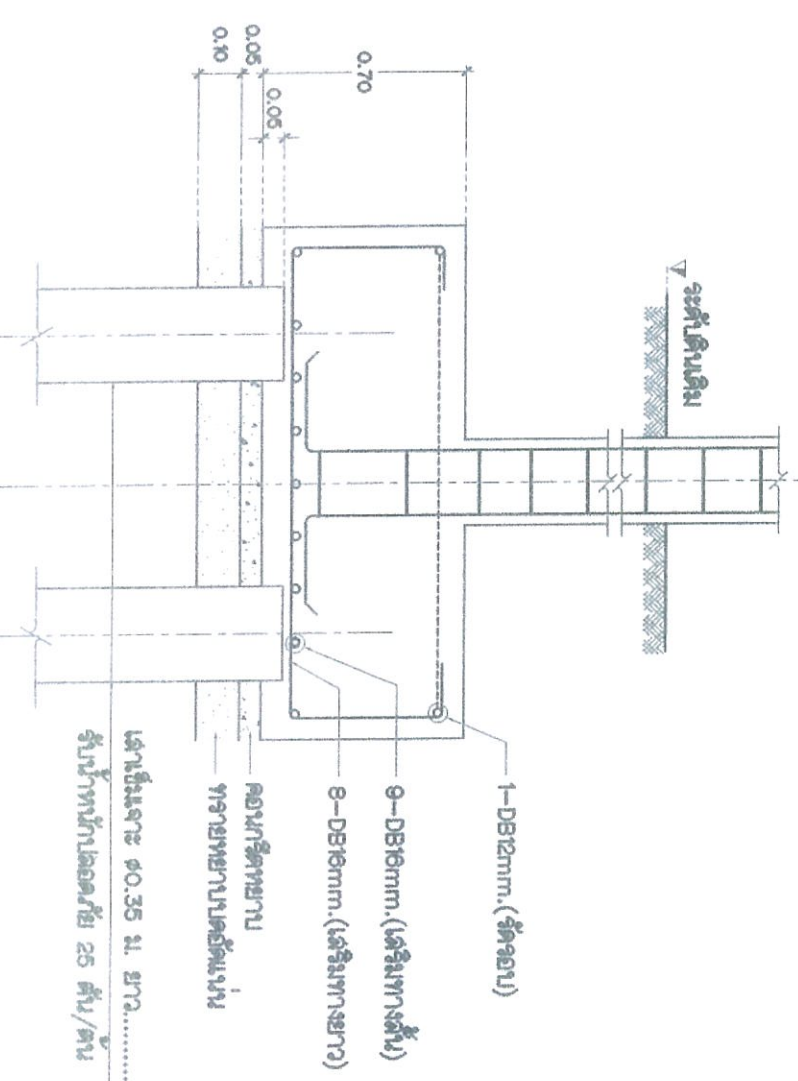 ระดับดินเดิม
0.70
0.05
0.05
0.10
1-DB12mm.(รัดรอบ)
9-DB16mm.(เสริมทางสั้น)
8-DB16mm.(เสริมทางยาว)
คอนกรีตหยาบ
ทรายหยาบบดอัดแน่น
เสาเข็มเจาะ ø0.35 ม. ยาว..........
รับน้ำหนักปลอดภัย 25 ตัน/ต้น